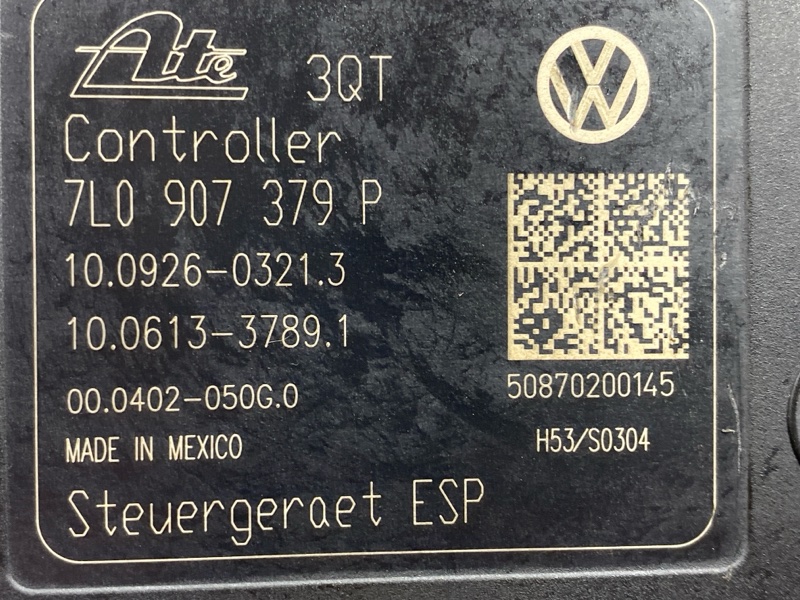 Ate 3QT
Controller
7L0 907 379 P
10.0926-0321.3
10.0613-3789.1
00.0402-050G.0
50870200145
MADE IN MEXICO
H53/S0304
Steuergeraet ESP